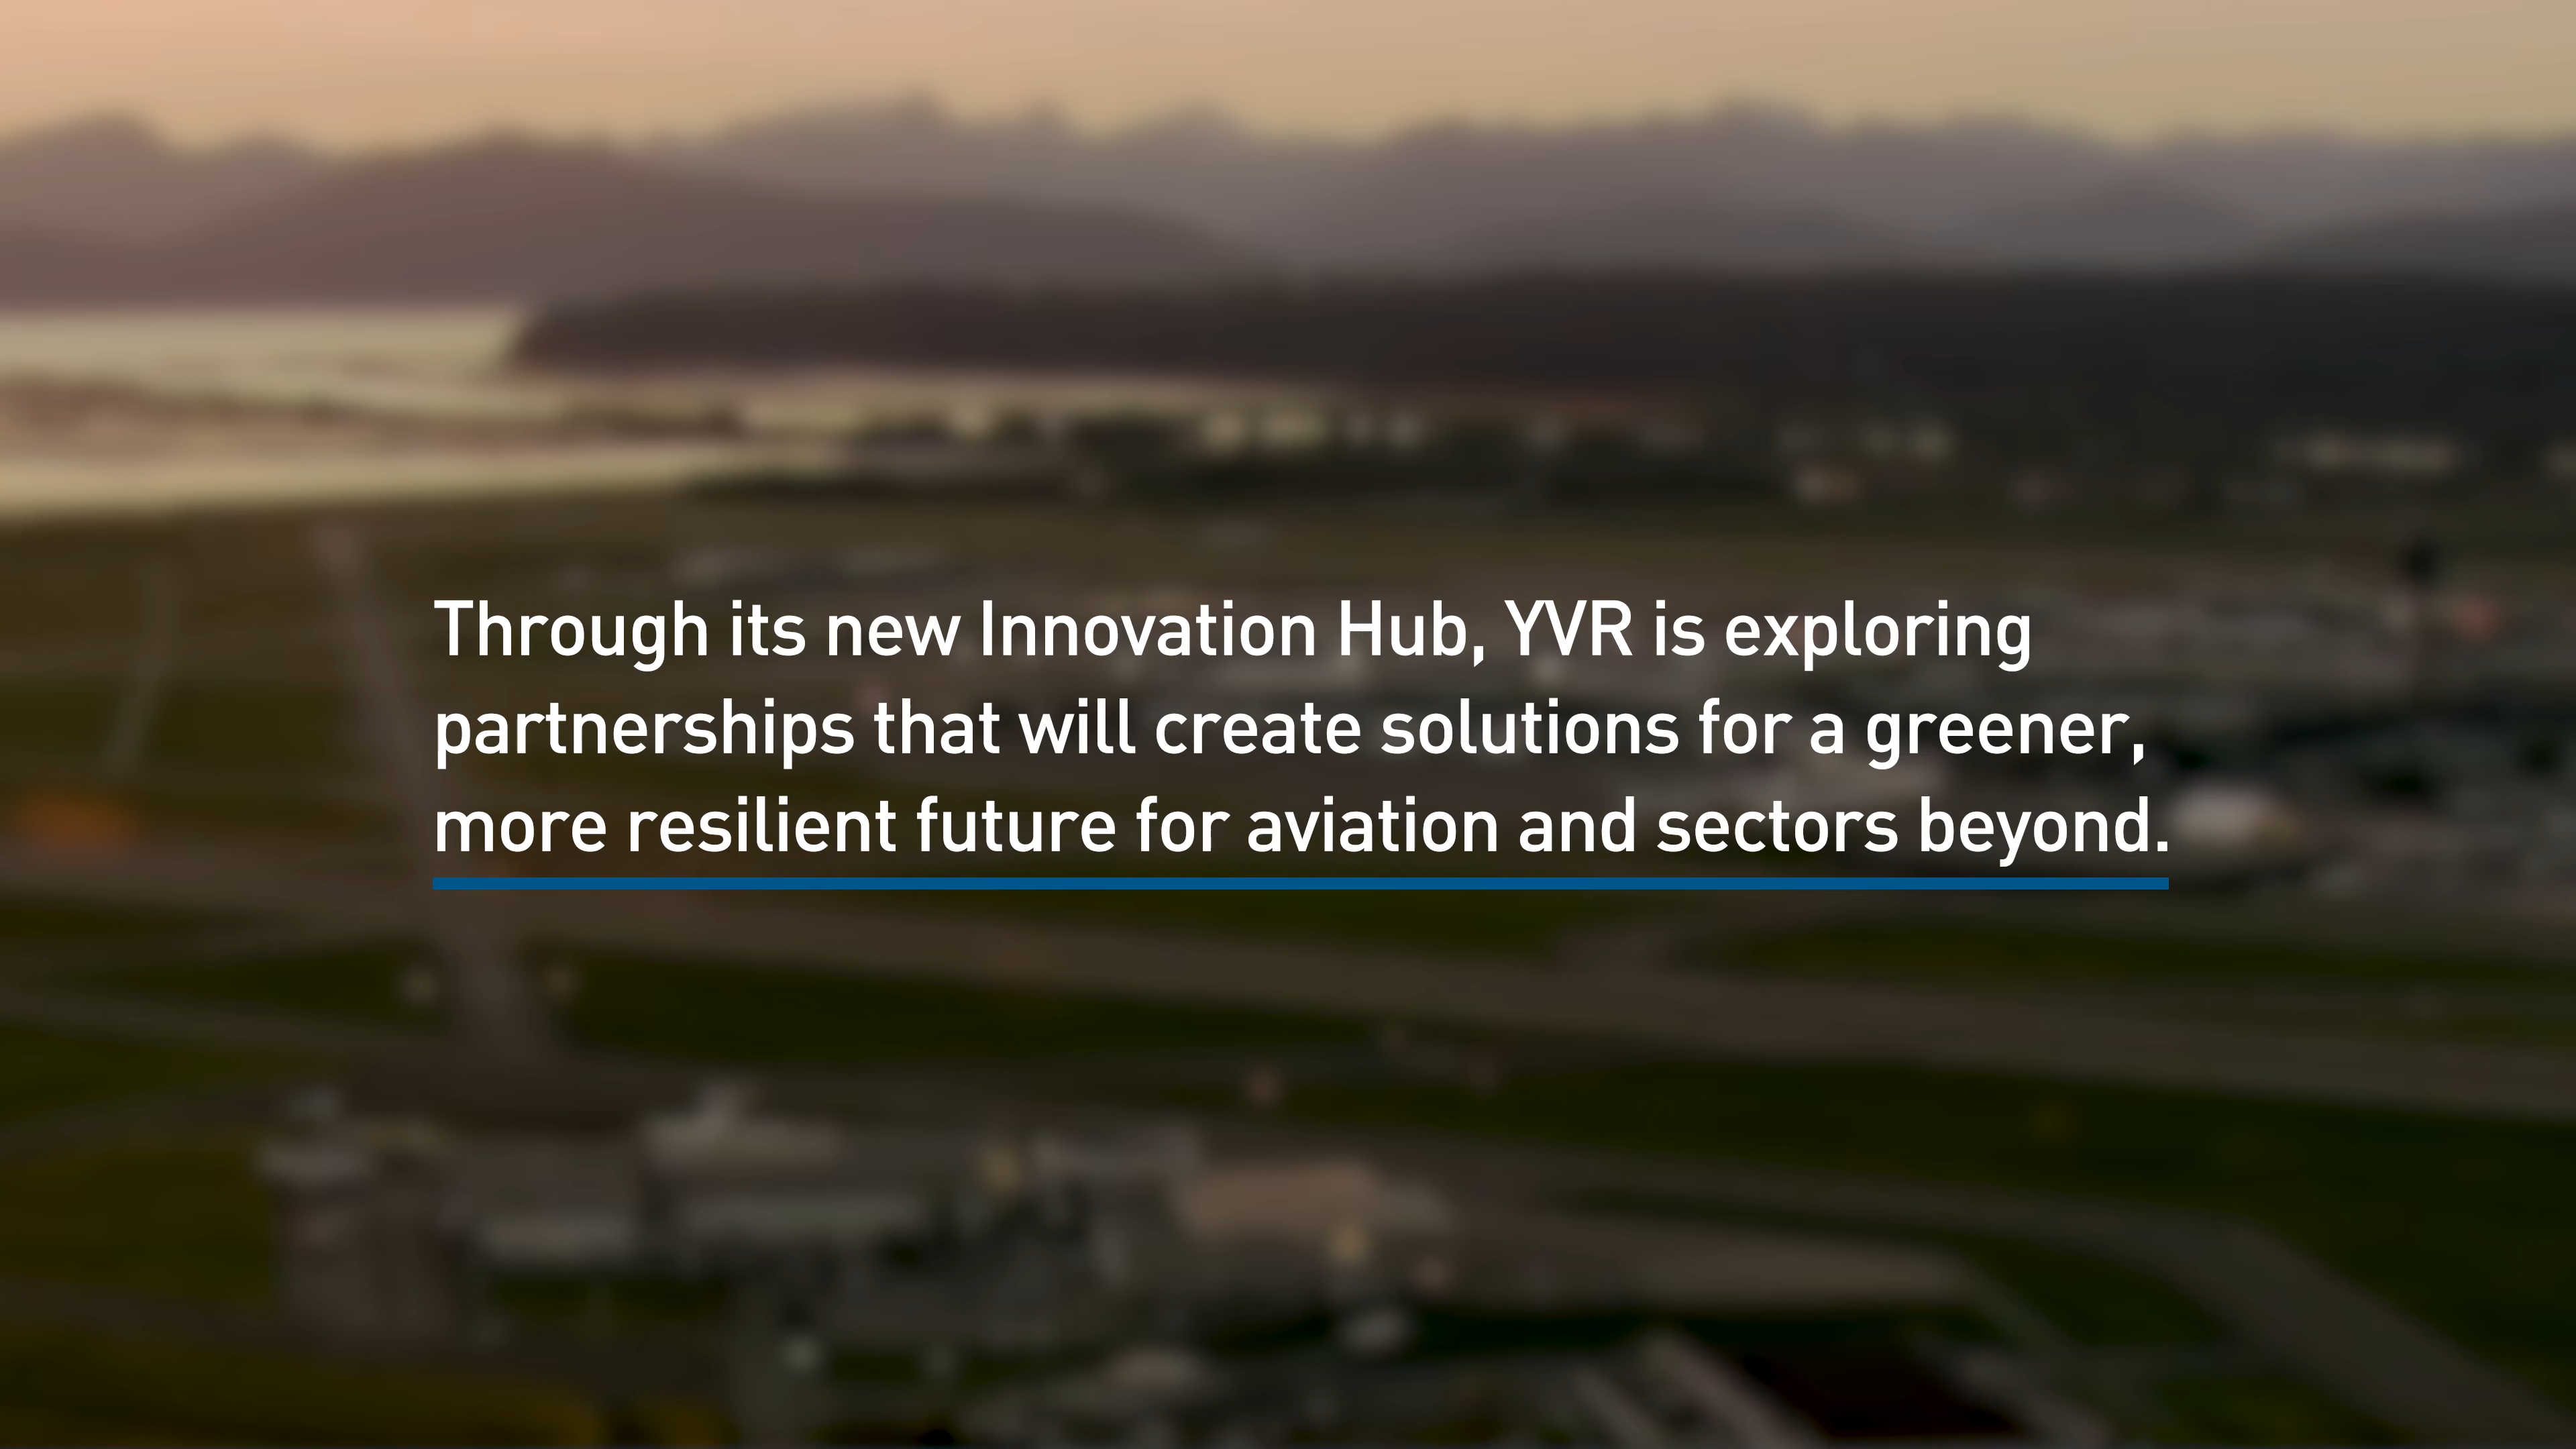 Through its new Innovation Hub, YVR is exploring
partnerships that will create solutions for a greener,
more resilient future for aviation and sectors beyond.